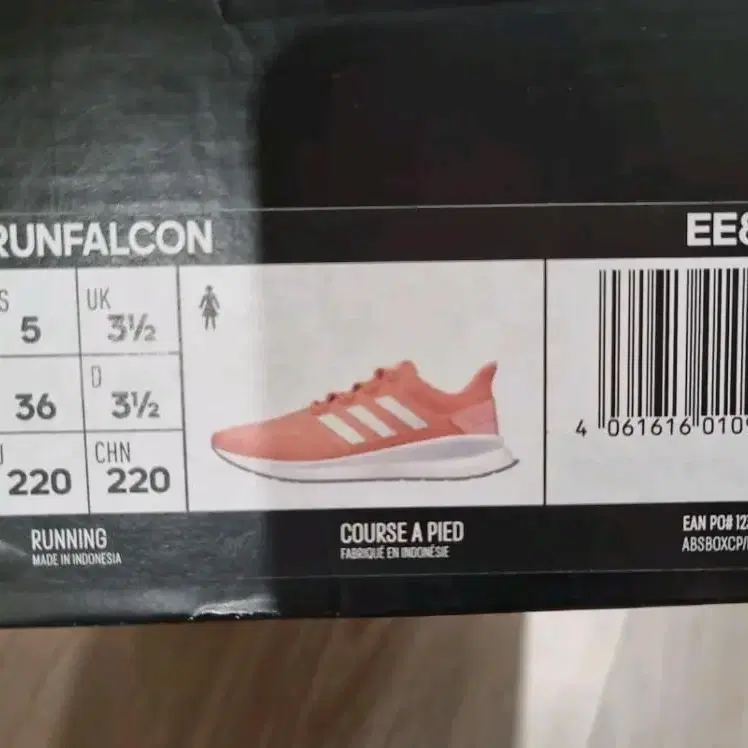 RUNFALCON
EE8
S
5
UK
3½
36
D
3½
J
220
CHN
220
4 061616 0109
RUNNING
MADE IN INDONESIA
COURSE A PIED
FABRIQUÉ EN INDONÉSIE
EAN PO# 12
ABSBOXCP/